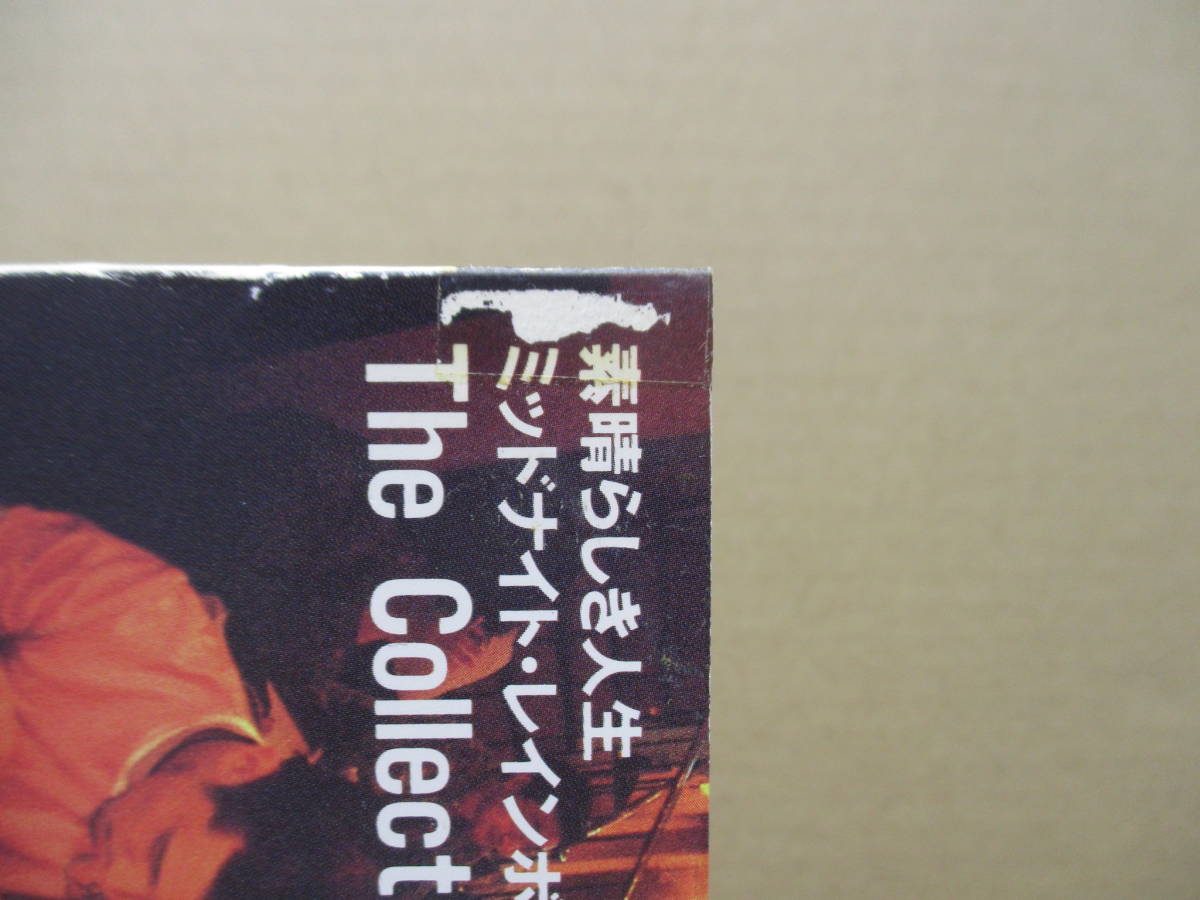 素晴らしき人生
ミッドナイト・レインボ
The Collect